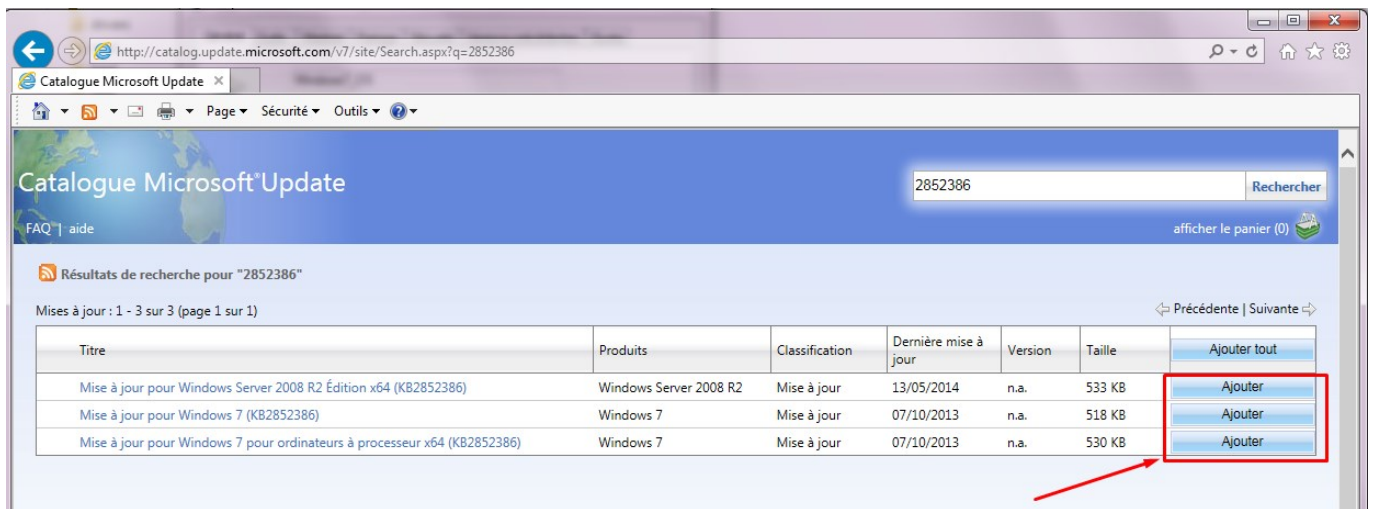 http://catalog.update.microsoft.com/v7/site/Search.aspx?q=2852386
Catalogue Microsoft Update
Page Sécurité Outils
Catalogue Microsoft® Update
2852386 Rechercher
FAQ | aide afficher le panier (0)
Résultats de recherche pour "2852386"
Mises à jour : 1 - 3 sur 3 (page 1 sur 1) Précédente | Suivante
Titre Produits Classification Dernière mise à jour Version Taille Ajouter tout
Mise à jour pour Windows Server 2008 R2 Édition x64 (KB2852386) Windows Server 2008 R2 Mise à jour 13/05/2014 n.a. 533 KB Ajouter
Mise à jour pour Windows 7 (KB2852386) Windows 7 Mise à jour 07/10/2013 n.a. 518 KB Ajouter
Mise à jour pour Windows 7 pour ordinateurs à processeur x64 (KB2852386) Windows 7 Mise à jour 07/10/2013 n.a. 530 KB Ajouter